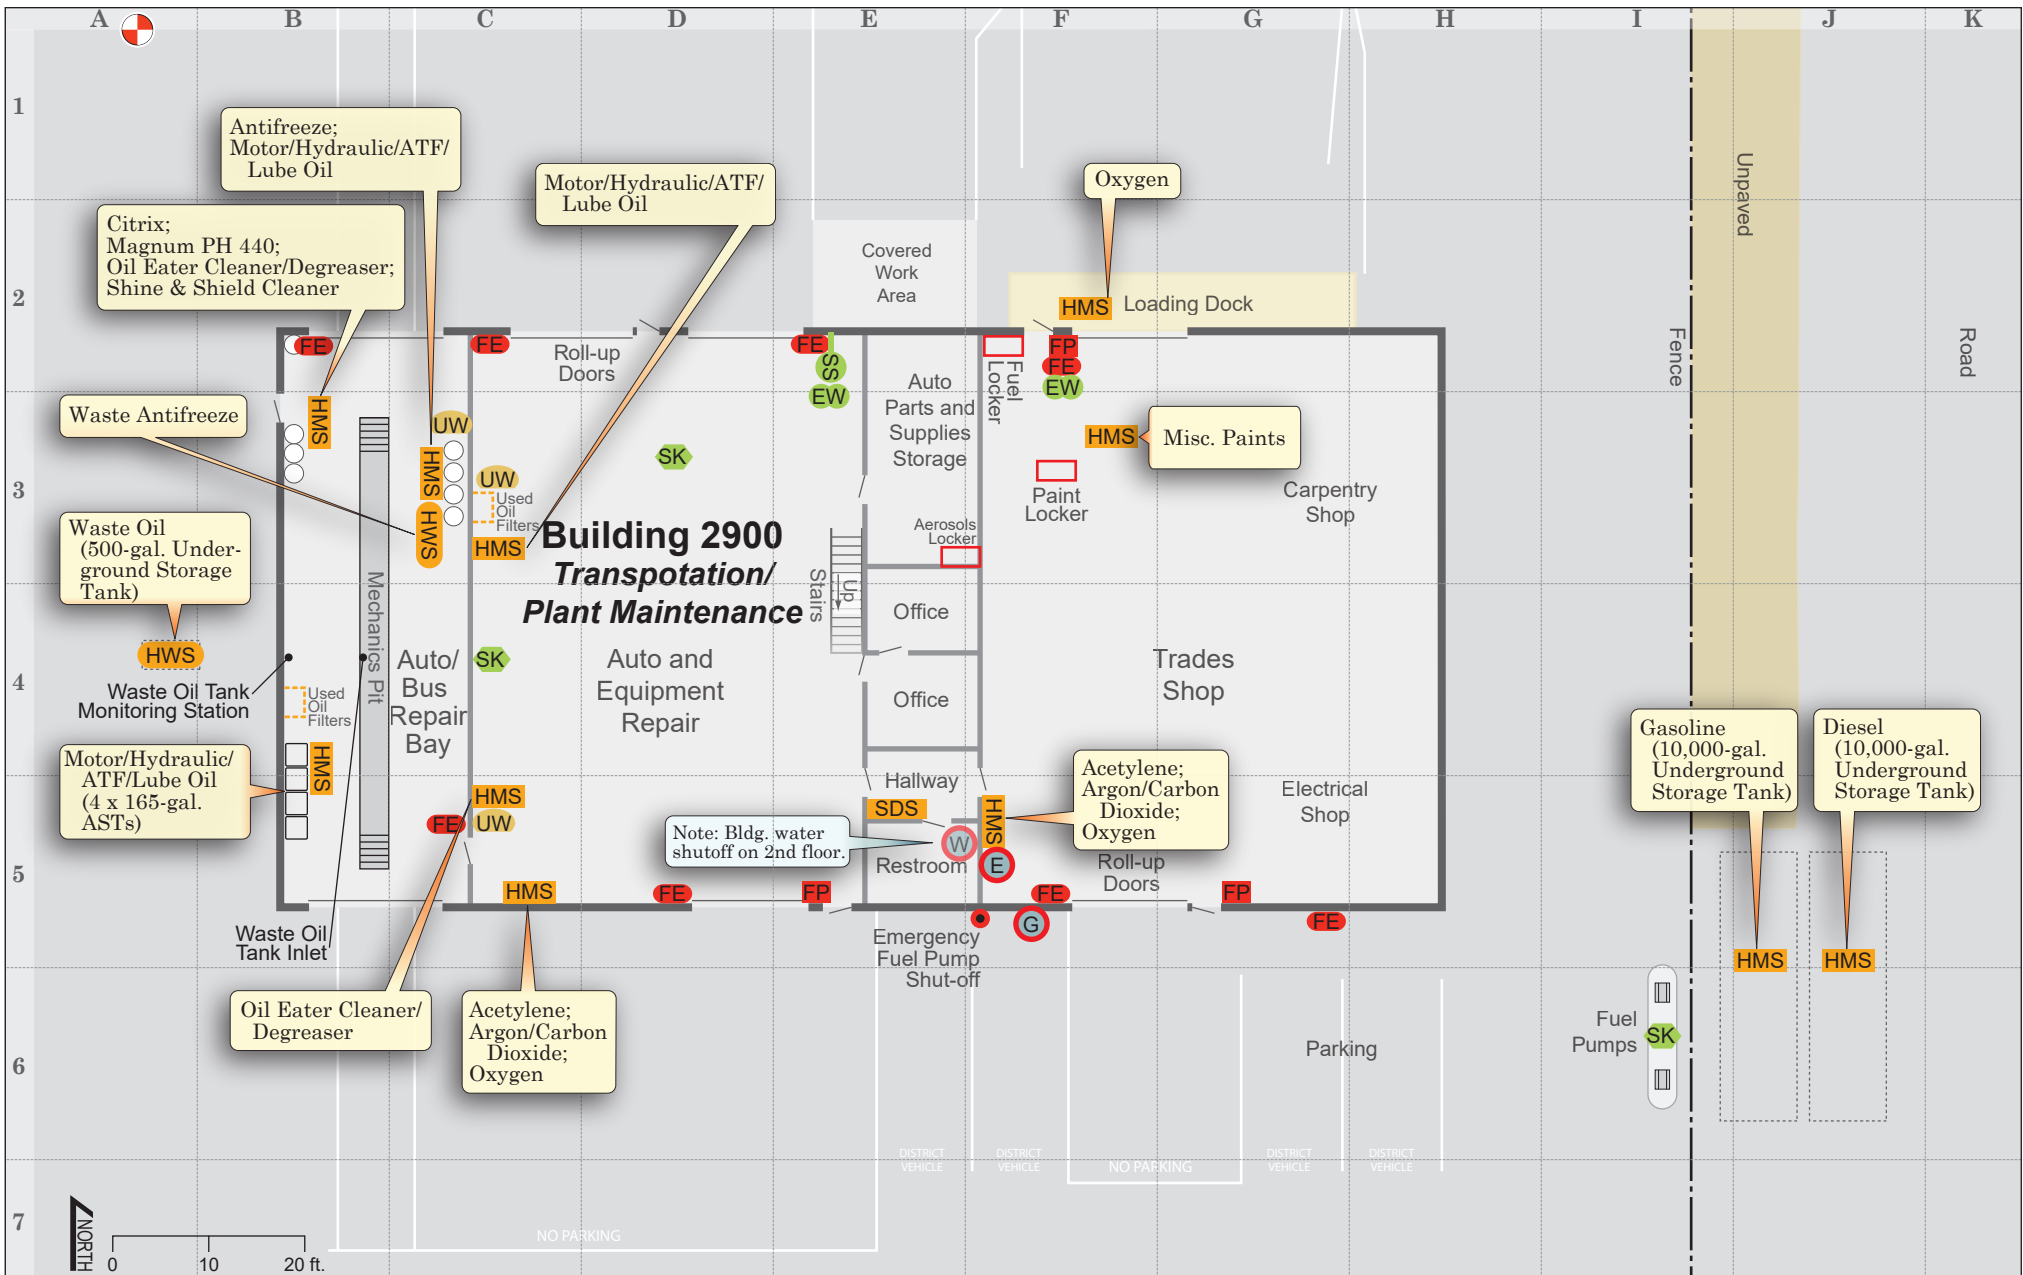 A B C D E F G H I J K
1
2
3
4
5
6
7
Antifreeze;
Motor/Hydraulic/ATF/
Lube Oil
Motor/Hydraulic/ATF/
Lube Oil
Oxygen
Citrix;
Magnum PH 440;
Oil Eater Cleaner/Degreaser;
Shine & Shield Cleaner
Covered
Work
Area
HMS
Loading Dock
Unpaved
Fence
Road
FE
FE
Roll-up
Doors
FE
SS
EW
Fuel
Locker
FP
FE
EW
Auto
Parts and
Supplies
Storage
Waste Antifreeze
HMS
UW
HMS
HWS
UW
Used
Oil
Filters
HMS
SK
HMS
Misc. Paints
Paint
Locker
Carpentry
Shop
Aerosols
Locker
Building 2900
Transpotation/
Plant Maintenance
Waste Oil
(500-gal. Under-
ground Storage
Tank)
HWS
Mechanics Pit
Stairs
Up
Office
Office
Waste Oil Tank
Monitoring Station
Used
Oil
Filters
Auto/
Bus
Repair
Bay
SK
Auto and
Equipment
Repair
Trades
Shop
Motor/Hydraulic/
ATF/Lube Oil
(4 x 165-gal.
ASTs)
HMS
HMS
FE
UW
Hallway
SDS
HMS
Acetylene;
Argon/Carbon
Dioxide;
Oxygen
Electrical
Shop
Gasoline
(10,000-gal.
Underground
Storage Tank)
Diesel
(10,000-gal.
Underground
Storage Tank)
Note: Bldg. water
shutoff on 2nd floor.
W
Restroom
E
Roll-up
Doors
HMS
FE
FP
FE
FP
G
FE
Waste Oil
Tank Inlet
Emergency
Fuel Pump
Shut-off
HMS
HMS
Oil Eater Cleaner/
Degreaser
Acetylene;
Argon/Carbon
Dioxide;
Oxygen
Fuel
Pumps
SK
Parking
DISTRICT
VEHICLE
DISTRICT
VEHICLE
NO PARKING
DISTRICT
VEHICLE
DISTRICT
VEHICLE
NO PARKING
NORTH
0 10 20 ft.